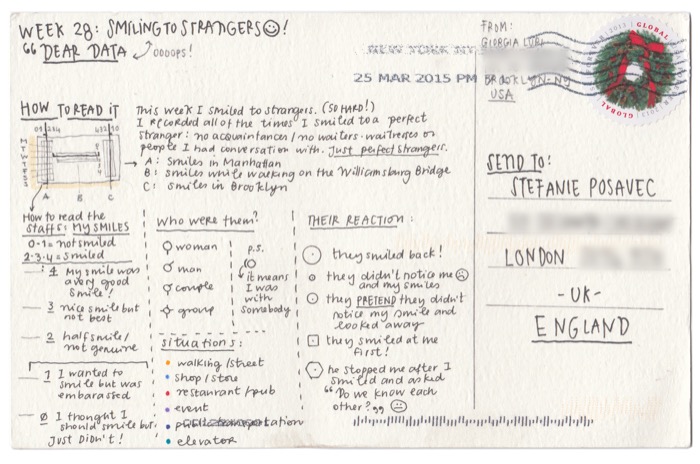 WEEK 28: SMILING TO STRANGERS ☺!
“ DEAR DATA
OOOOPS!
NEW YORK NY
25 MAR 2015 PM
FROM:
GIORGIA LUPI
BROOKLYN - NY
USA
GLOBAL
GLOBAL
HOW TO READ IT
M
T
W
T
F
S
S
A
B
C
This week I smiled to strangers. (SO HARD!)
I RECORDED all OF THE times I smiled to a perfect
stranger: no acquaintances / no waiters - waitresses or
people I had conversation with. Just perfect strangers.
A: smiles in Manhattan
B: smiles while walking on the Williamsburg Bridge
C: smiles in Brooklyn
How to read the
staffs: MY SMILES
0-1 = not smiled
2-3-4 = smiled
4 My smile was
a very good
smile!
3 nice smile but
not best
2 half smile /
not genuine
1 I wanted to
smile but was
embarassed
0 I thought I
should smile but
Just Didn't!
Who were them?
woman
man
couple
group
P.S.
it means
I was
with
somebody
situations:
walking / street
shop / store
restaurant / pub
event
public transportation
elevator
THEIR REACTION:
they smiled back!
they didn't notice me ☹
and my smiles
they PRETEND they didn't
notice my smile and
looked away
they smiled at me
first!
he stopped me after I
smiled and asked
“Do we know each
other?”
SEND TO:
STEFANIE POSAVEC
LONDON
- UK -
ENGLAND